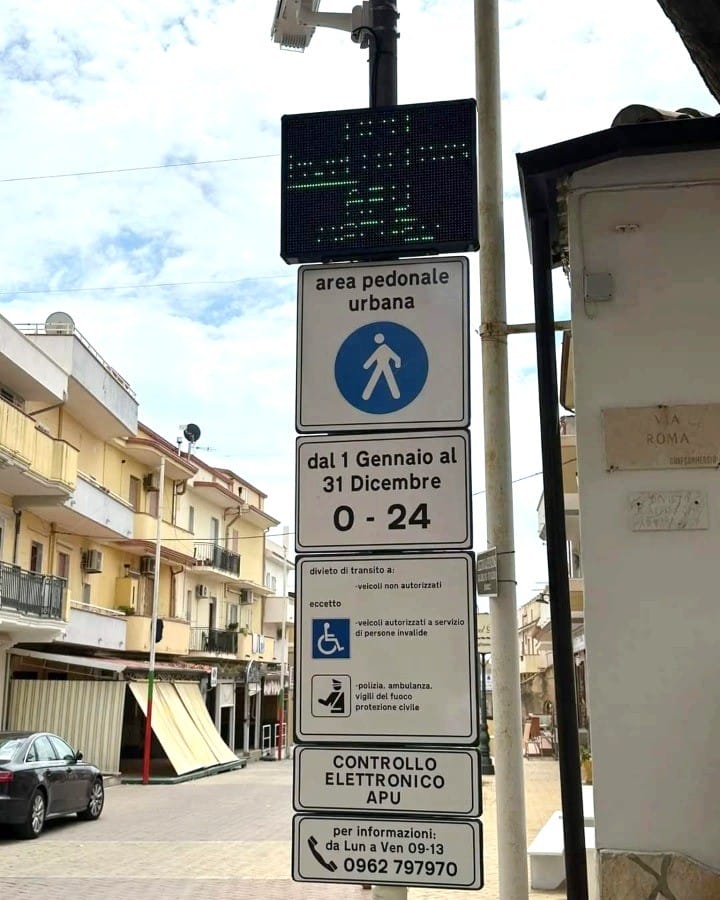 area pedonale
urbana
dal 1 Gennaio al
31 Dicembre
0 - 24
divieto di transito a:
-veicoli non autorizzati
eccetto
-veicoli autorizzati a servizio
di persone invalide
-polizia, ambulanza,
vigili del fuoco
protezione civile
CONTROLLO
ELETTRONICO
APU
per informazioni:
da Lun a Ven 09-13
0962 797970
VIA
ROMA
CONFCOMMERCIO